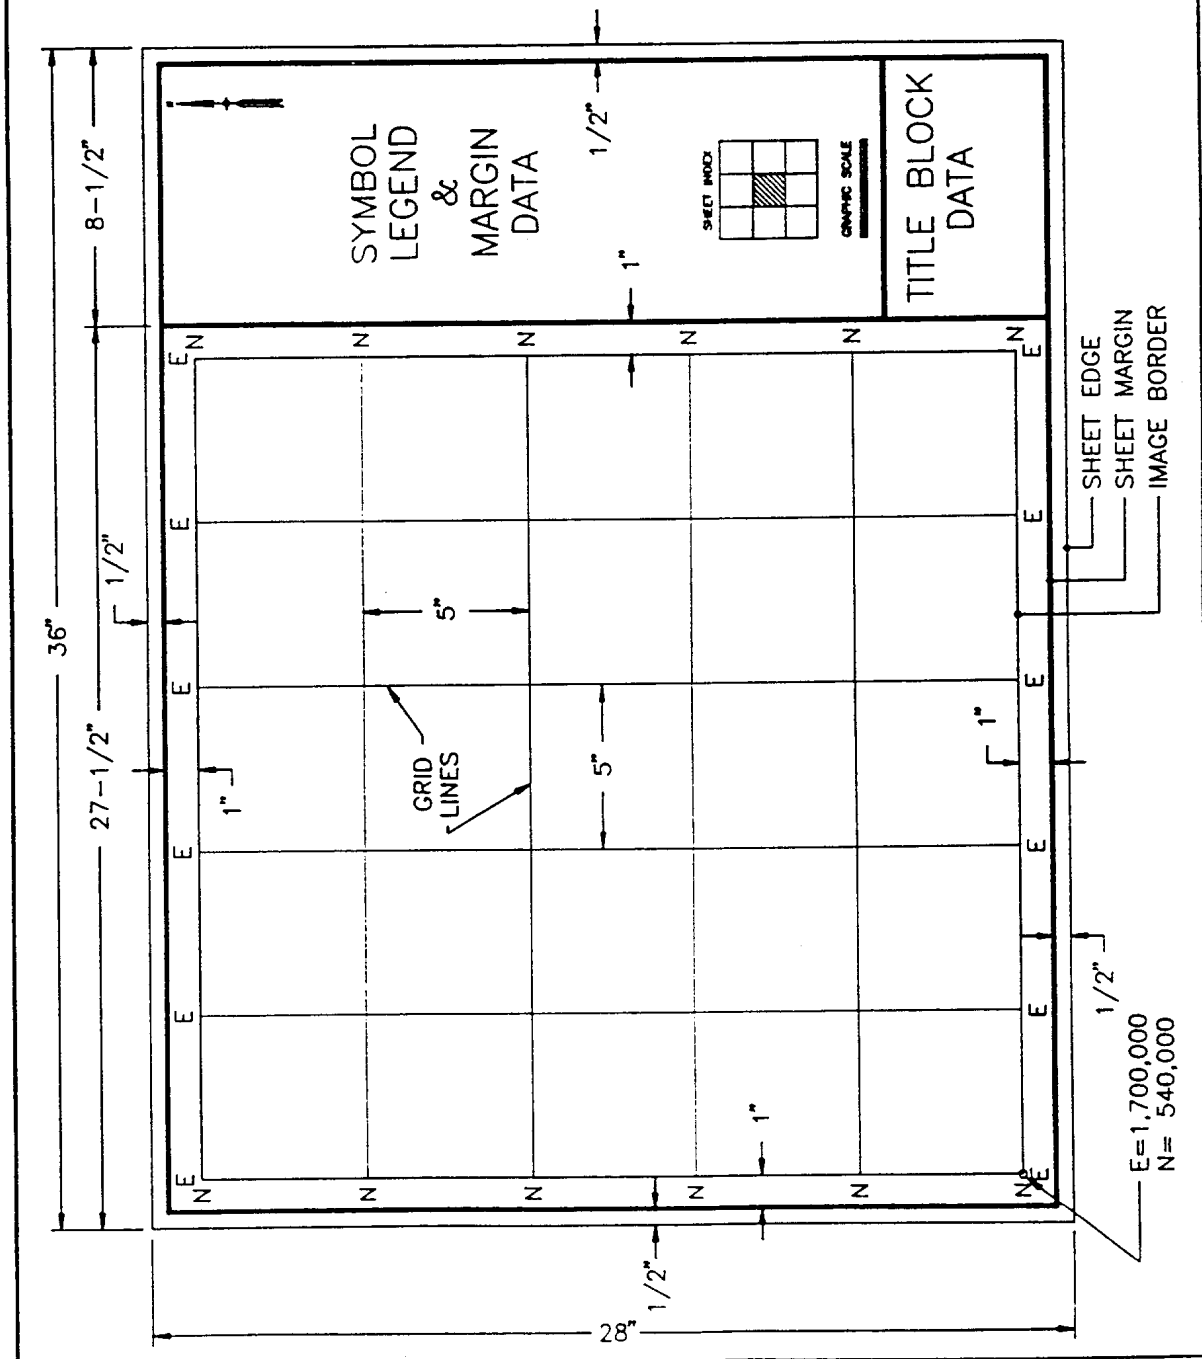 36"
27-1/2"
8-1/2"
1/2"
28"
SYMBOL
LEGEND
&
MARGIN
DATA
1/2"
SHEET INDEX
GRAPHIC SCALE
TITLE BLOCK
DATA
1"
E
E
E
E
E
E
N
N
N
N
N
N
N
N
N
N
N
N
1"
GRID
LINES
5"
5"
1"
1"
1/2"
E
E
E
E
E
E
1/2"
E=1,700,000
N= 540,000
SHEET EDGE
SHEET MARGIN
IMAGE BORDER